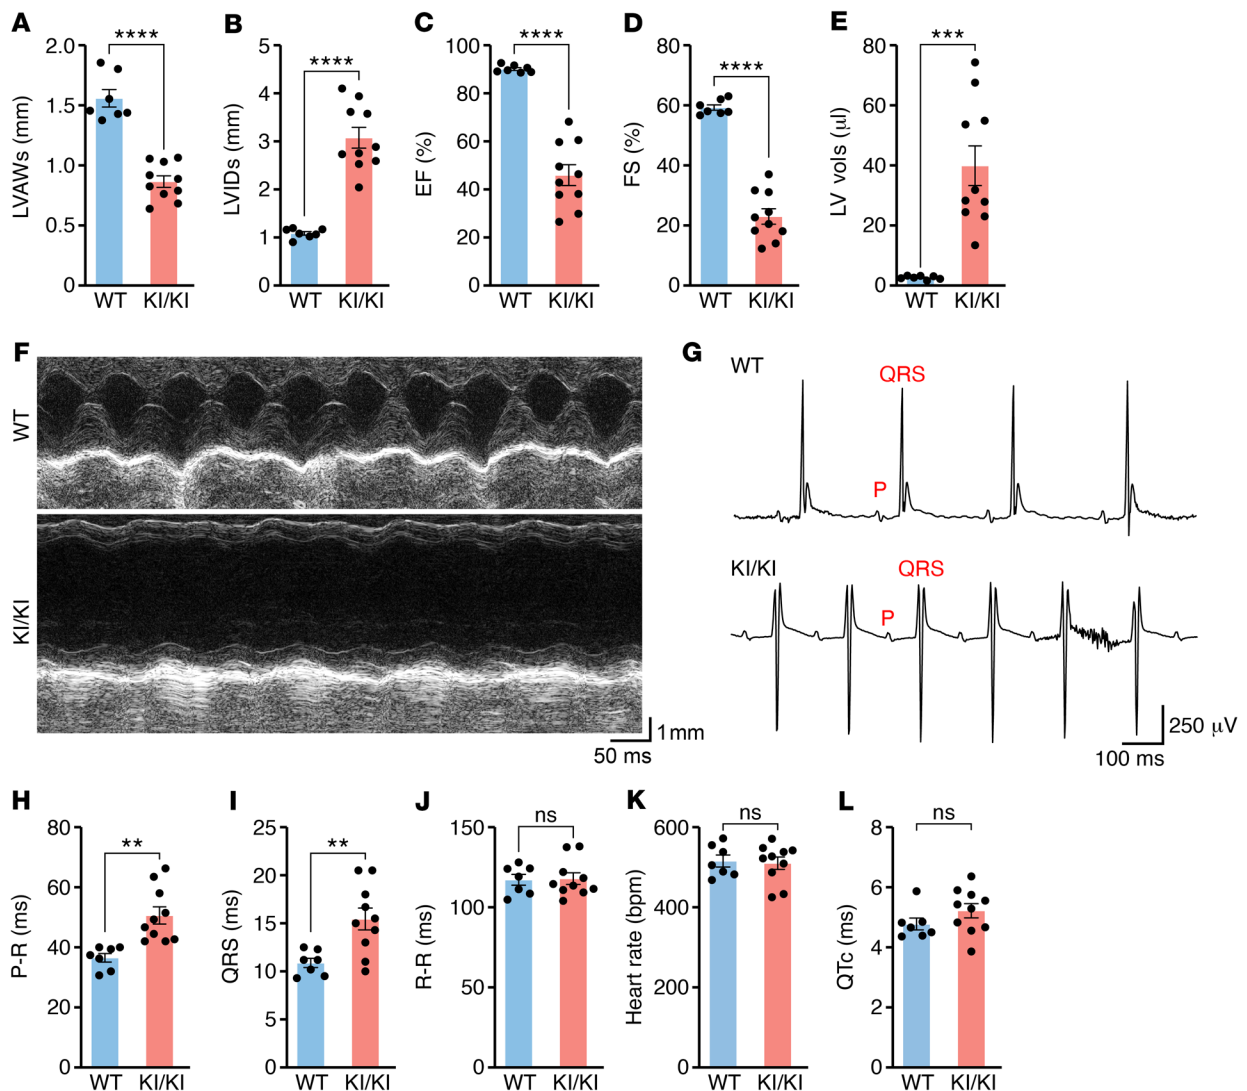 A
****
LVAWs (mm)
2.0
1.5
1.0
0.5
0
WT KI/KI
B
****
LVIDs (mm)
5
4
3
2
1
0
WT KI/KI
C
****
EF (%)
100
80
60
40
20
0
WT KI/KI
D
****
FS (%)
80
60
40
20
0
WT KI/KI
E
***
LV vols (μl)
80
60
40
20
0
WT KI/KI
F
WT
KI/KI
1mm
50 ms
G
WT
QRS
P
KI/KI
QRS
P
250 μV
100 ms
H
**
P-R (ms)
80
60
40
20
0
WT KI/KI
I
**
QRS (ms)
25
20
15
10
5
0
WT KI/KI
J
ns
R-R (ms)
150
100
50
0
WT KI/KI
K
ns
Heart rate (bpm)
600
400
200
0
WT KI/KI
L
ns
QTc (ms)
8
6
4
2
0
WT KI/KI